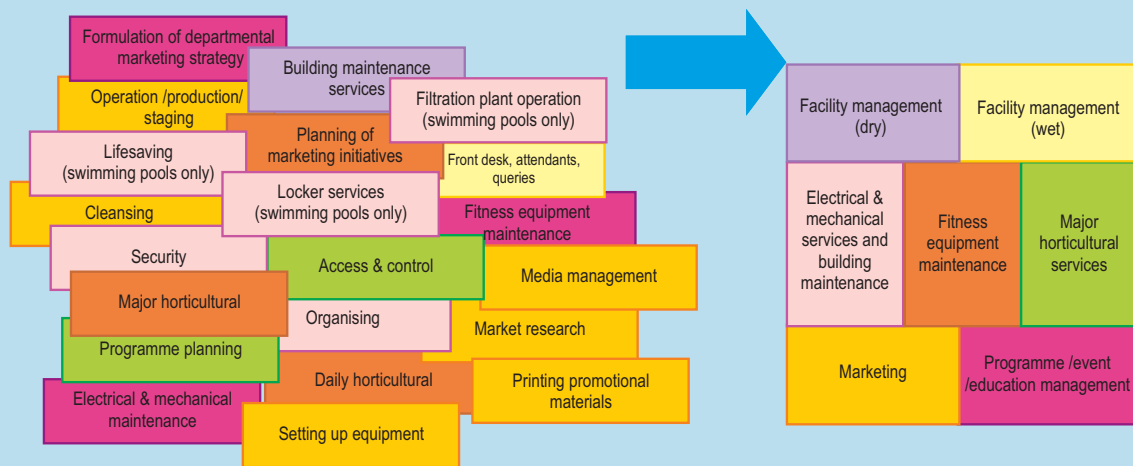 Formulation of departmental
marketing strategy
Building maintenance
services
Operation /production/
staging
Filtration plant operation
(swimming pools only)
Planning of
marketing initiatives
Lifesaving
(swimming pools only)
Front desk, attendants,
queries
Locker services
(swimming pools only)
Cleansing
Fitness equipment
maintenance
Security
Access & control
Media management
Major horticultural
Organising
Market research
Programme planning
Daily horticultural
Printing promotional
materials
Electrical & mechanical
maintenance
Setting up equipment
Facility management
(dry)
Facility management
(wet)
Electrical &
mechanical
services and
building
maintenance
Fitness
equipment
maintenance
Major
horticultural
services
Marketing
Programme /event
/education management